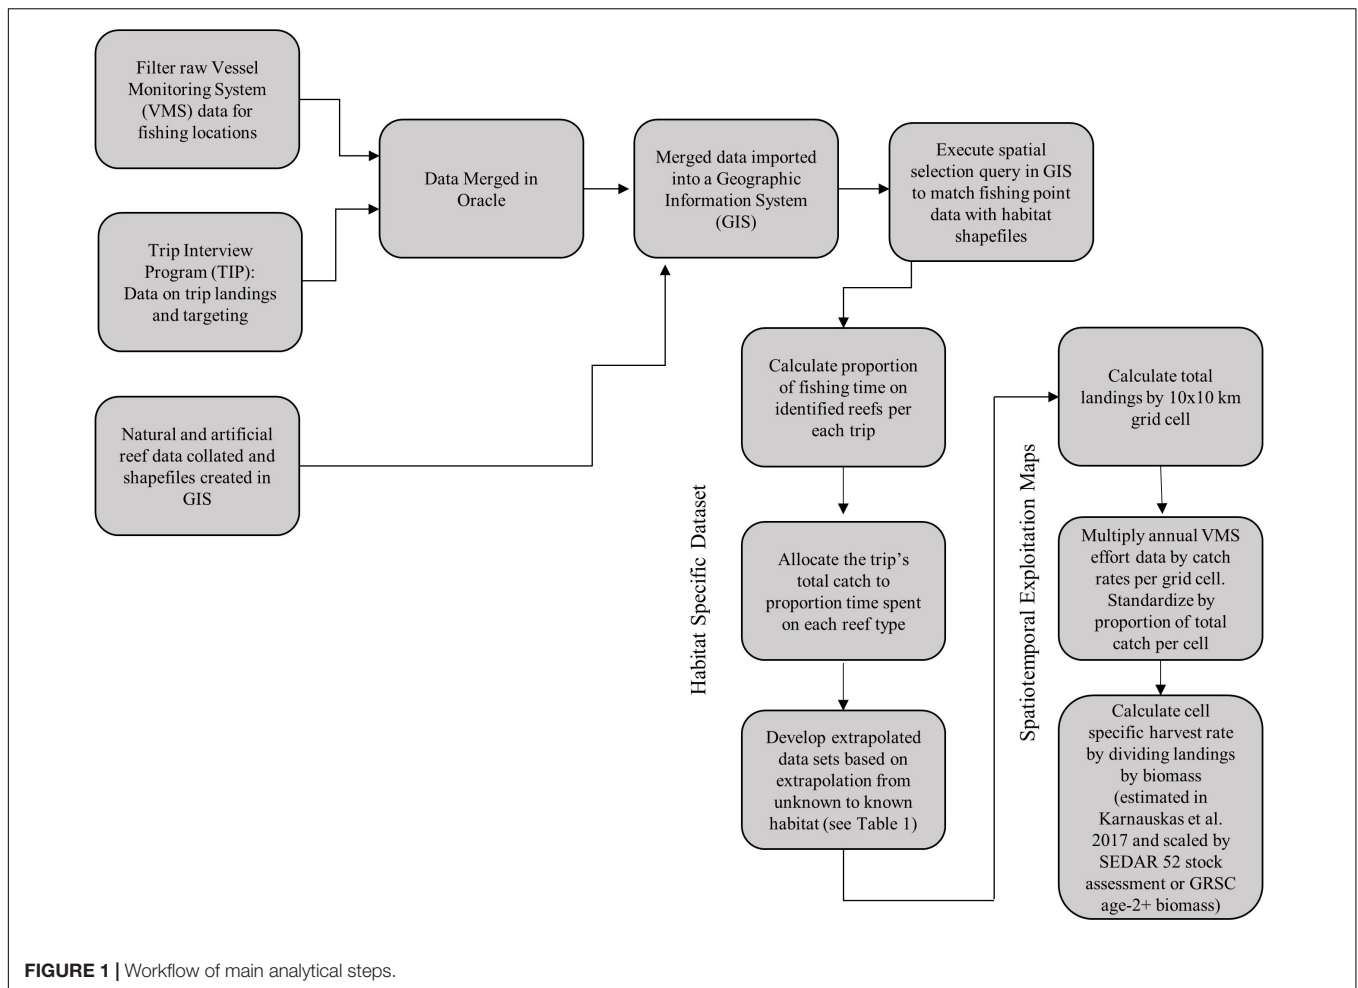 Filter raw Vessel
Monitoring System
(VMS) data for
fishing locations
Trip Interview
Program (TIP):
Data on trip landings
and targeting
Natural and artificial
reef data collated and
shapefiles created in
GIS
Data Merged in
Oracle
Merged data imported
into a Geographic
Information System
(GIS)
Execute spatial
selection query in GIS
to match fishing point
data with habitat
shapefiles
Habitat Specific Dataset
Calculate proportion
of fishing time on
identified reefs per
each trip
Allocate the trip’s
total catch to
proportion time spent
on each reef type
Develop extrapolated
data sets based on
extrapolation from
unknown to known
habitat (see Table 1)
Spatiotemporal Exploitation Maps
Calculate total
landings by 10x10 km
grid cell
Multiply annual VMS
effort data by catch
rates per grid cell.
Standardize by
proportion of total
catch per cell
Calculate cell
specific harvest rate
by dividing landings
by biomass
(estimated in
Karnauskas et al.
2017 and scaled by
SEDAR 52 stock
assessment or GRSC
age-2+ biomass)
FIGURE 1 | Workflow of main analytical steps.